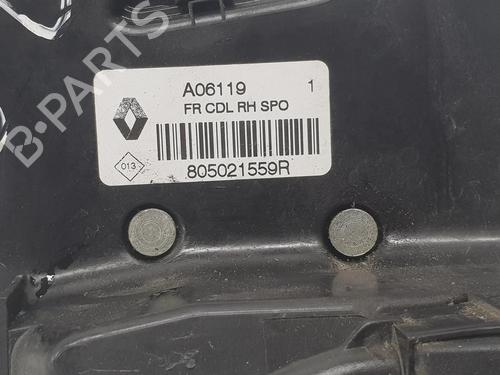 B-PARTS
A06119 1
FR CDL RH SPO
013
805021559R